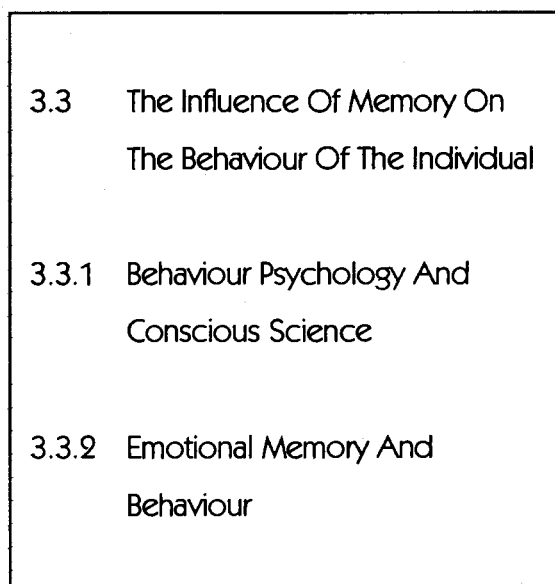 3.3 The Influence Of Memory On
The Behaviour Of The Individual
3.3.1 Behaviour Psychology And
Conscious Science
3.3.2 Emotional Memory And
Behaviour